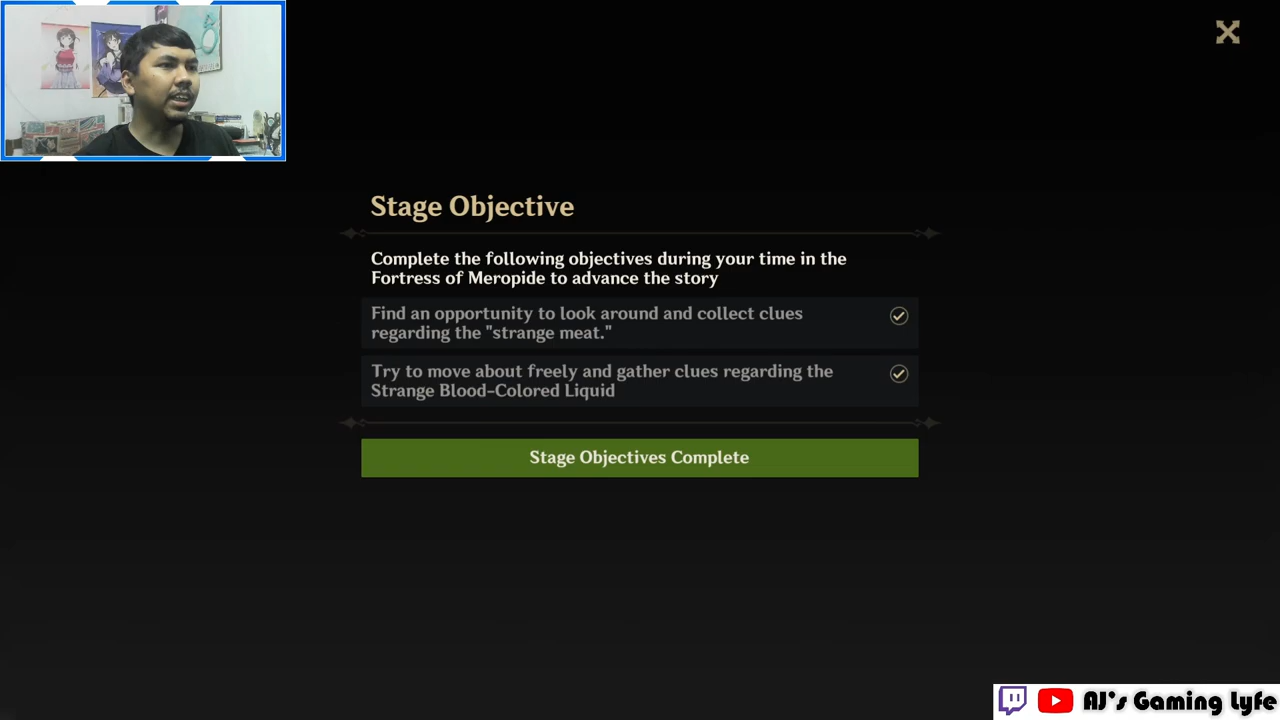 Stage Objective
Complete the following objectives during your time in the
Fortress of Meropide to advance the story
Find an opportunity to look around and collect clues
regarding the "strange meat."
Try to move about freely and gather clues regarding the
Strange Blood-Colored Liquid
Stage Objectives Complete
AJ's Gaming Lyfe